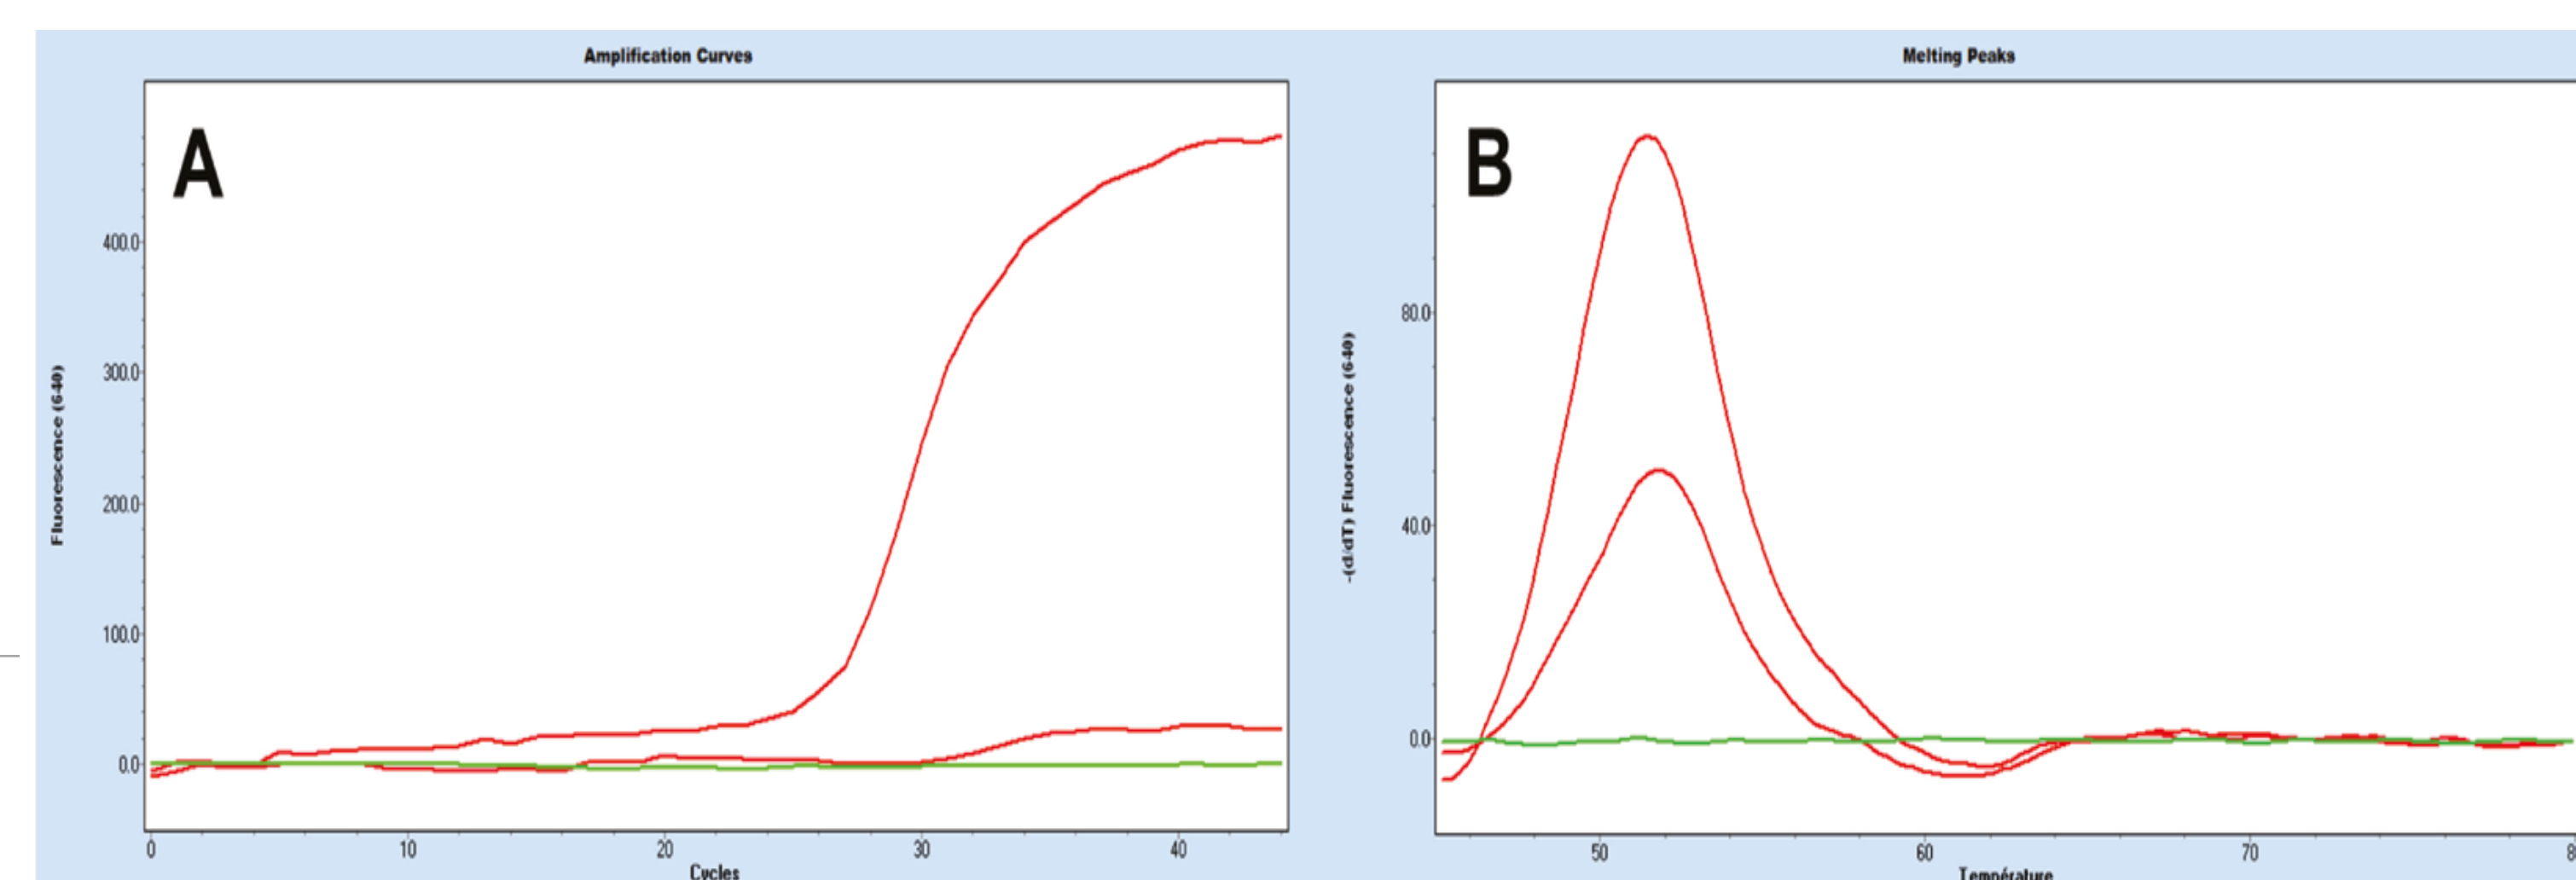 Amplification Curves
A
Fluorescence (640)
400.0
300.0
200.0
100.0
0.0
0 10 20 30 40
Cycles
Melting Peaks
B
-(d/dT) Fluorescence (640)
80.0
40.0
0.0
50 60 70
Température